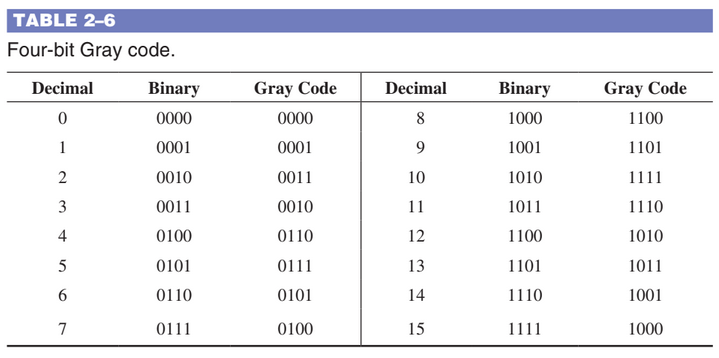 TABLE 2–6
Four-bit Gray code.
Decimal Binary Gray Code Decimal Binary Gray Code
0 0000 0000 8 1000 1100
1 0001 0001 9 1001 1101
2 0010 0011 10 1010 1111
3 0011 0010 11 1011 1110
4 0100 0110 12 1100 1010
5 0101 0111 13 1101 1011
6 0110 0101 14 1110 1001
7 0111 0100 15 1111 1000